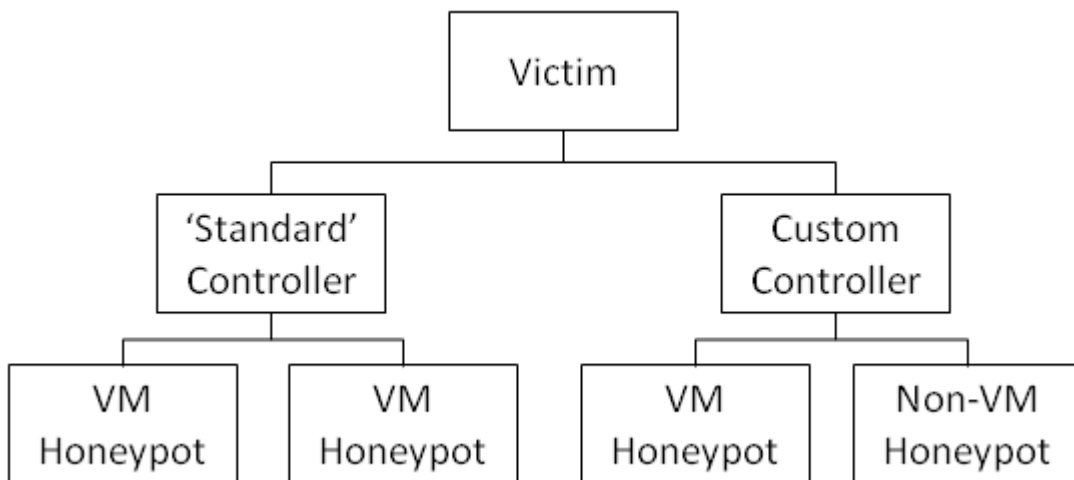 Victim
‘Standard’
Controller
Custom
Controller
VM
Honeypot
VM
Honeypot
VM
Honeypot
Non-VM
Honeypot